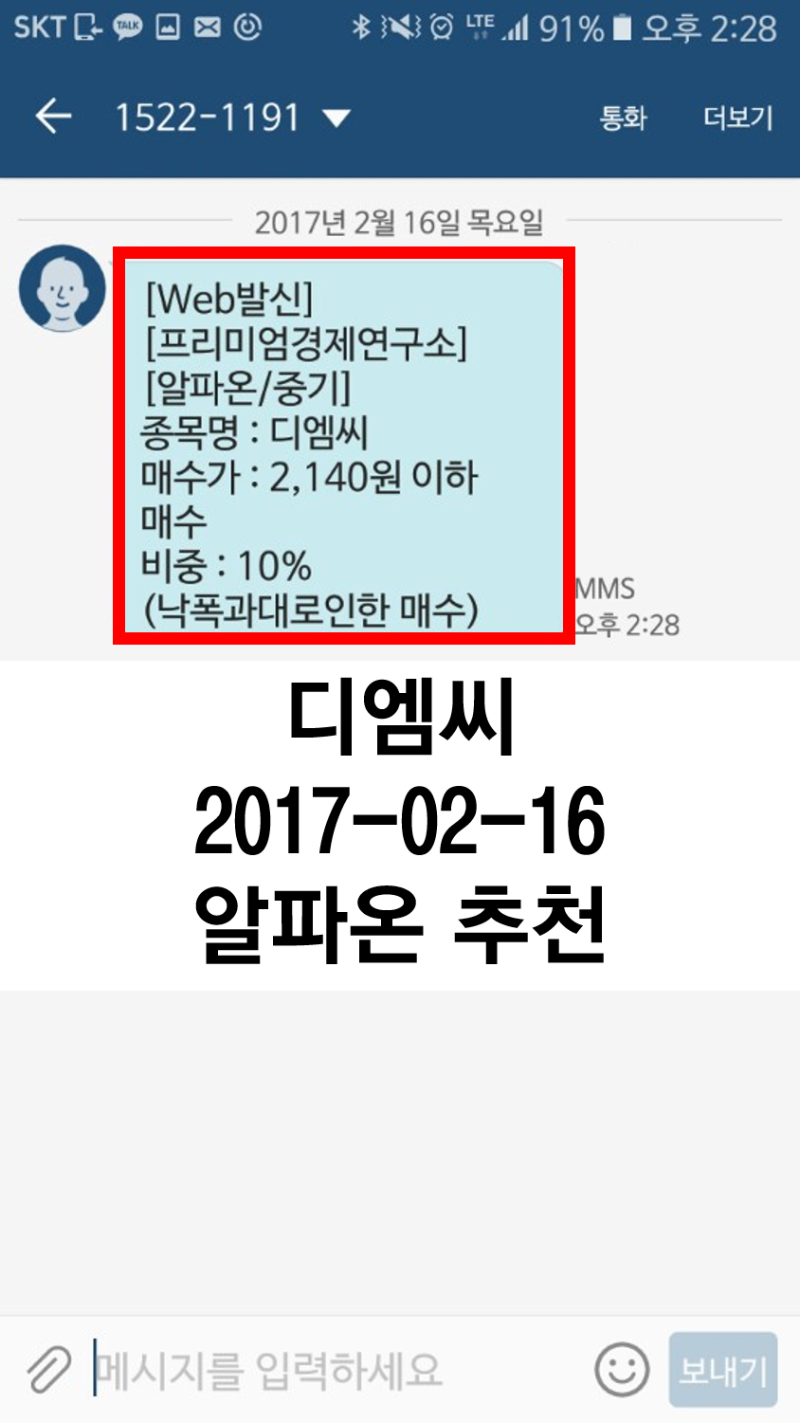 SKT TALK LTE 91% 오후 2:28
1522-1191 통화 더보기
2017년 2월 16일 목요일
[Web발신]
[프리미엄경제연구소]
[알파온/중기]
종목명 : 디엠씨
매수가 : 2,140원 이하
매수
비중 : 10%
(낙폭과대로인한 매수)
MMS
오후 2:28
디엠씨
2017-02-16
알파온 추천
메시지를 입력하세요 보내기